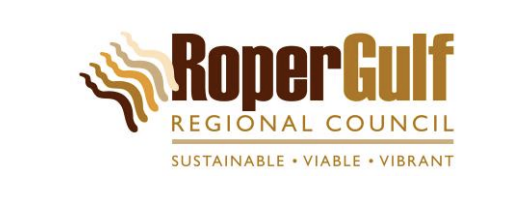 RoperGulf
REGIONAL COUNCIL
SUSTAINABLE • VIABLE • VIBRANT